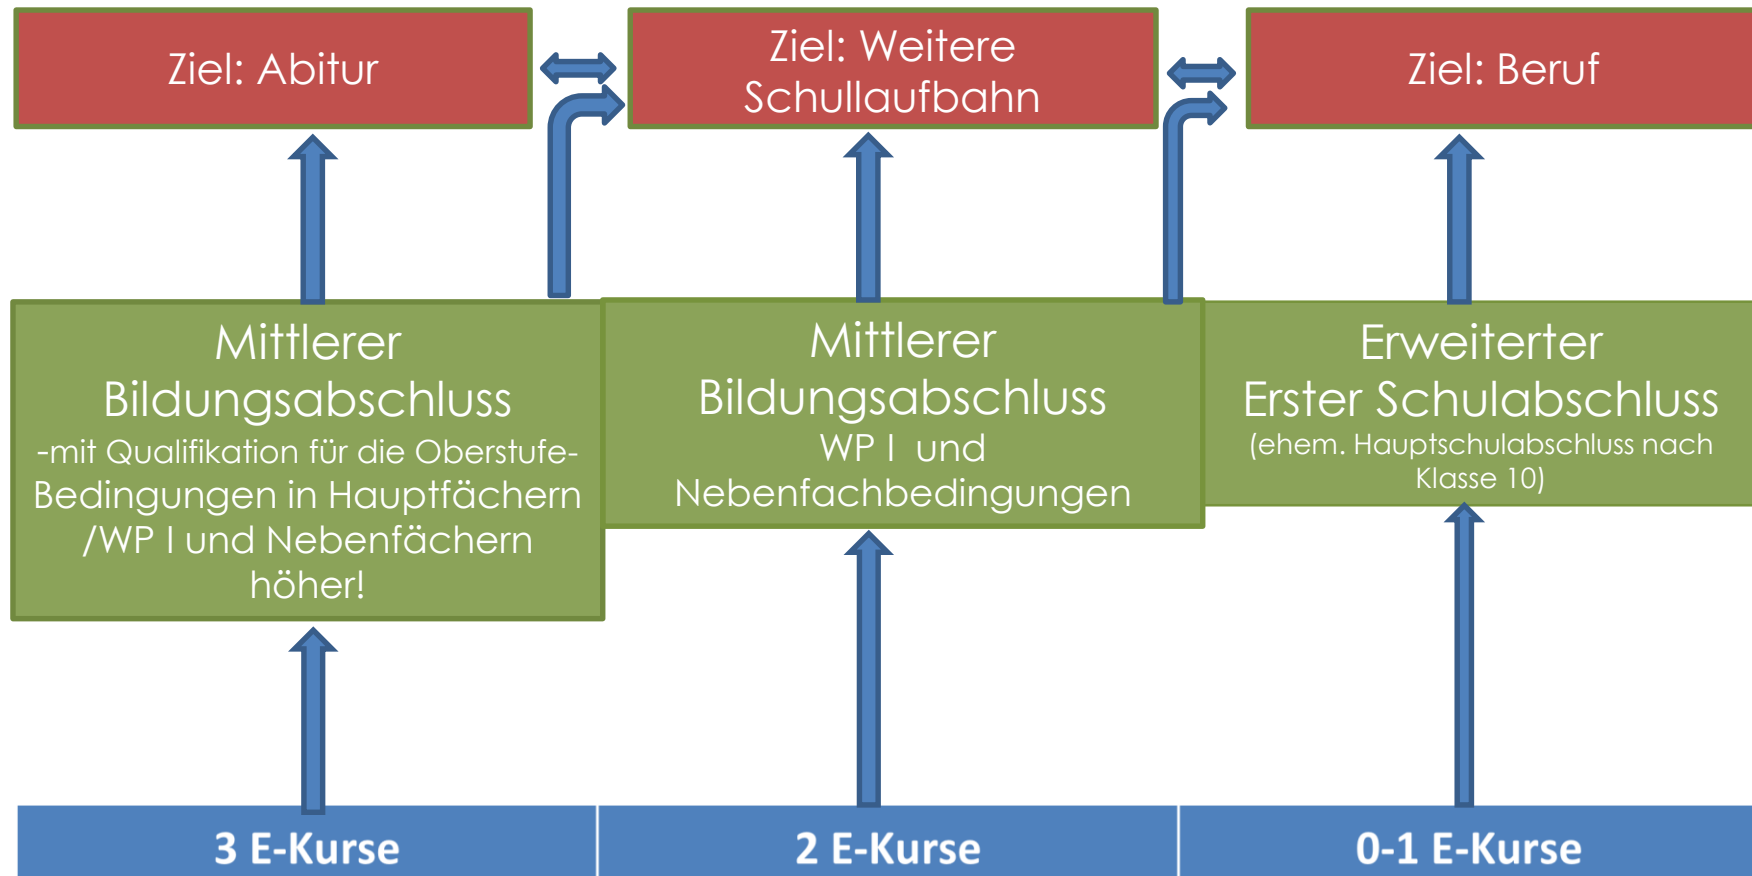 Ziel: Abitur
Ziel: Weitere
Schullaufbahn
Ziel: Beruf
Mittlerer
Bildungsabschluss
-mit Qualifikation für die Oberstufe-
Bedingungen in Hauptfächern
/WP I und Nebenfächern
höher!
Mittlerer
Bildungsabschluss
WP I und
Nebenfachbedingungen
Erweiterter
Erster Schulabschluss
(ehem. Hauptschulabschluss nach
Klasse 10)
3 E-Kurse
2 E-Kurse
0-1 E-Kurse